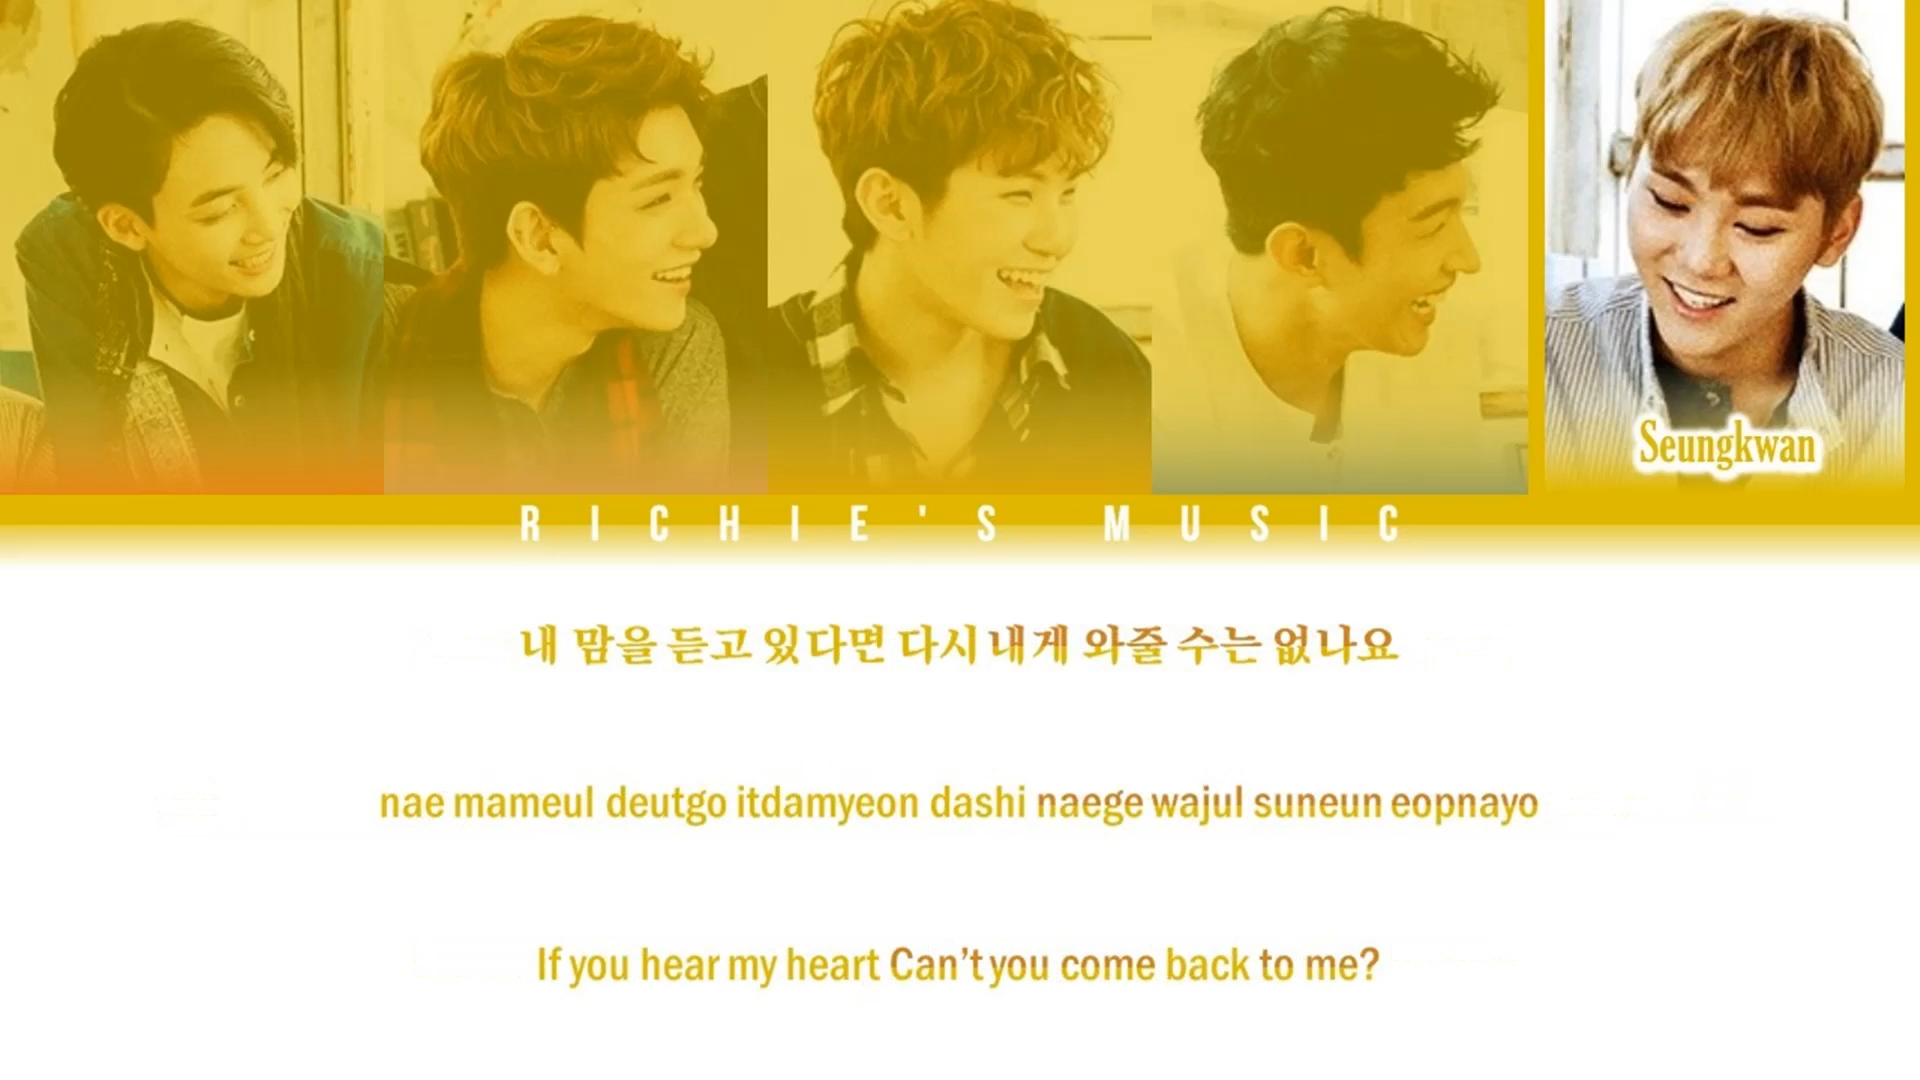 Seungkwan
RICHIE'S MUSIC
내 맘을 듣고 있다면 다시 내게 와줄 수는 없나요
nae mameul deutgo itdamyeon dashi naege wajul suneun eopnayo
If you hear my heart Can't you come back to me?